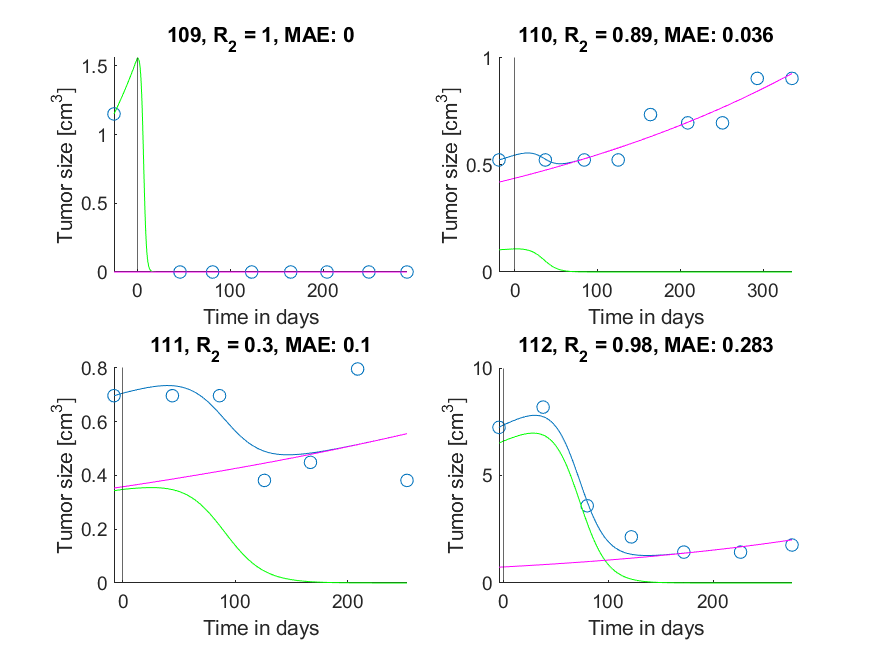 109, R₂ = 1, MAE: 0
Tumor size [cm³]
1.5
1
0.5
0
0 100 200
Time in days
110, R₂ = 0.89, MAE: 0.036
Tumor size [cm³]
1
0.5
0
0 100 200 300
Time in days
111, R₂ = 0.3, MAE: 0.1
Tumor size [cm³]
0.8
0.6
0.4
0.2
0
0 100 200
Time in days
112, R₂ = 0.98, MAE: 0.283
Tumor size [cm³]
10
5
0
0 100 200
Time in days